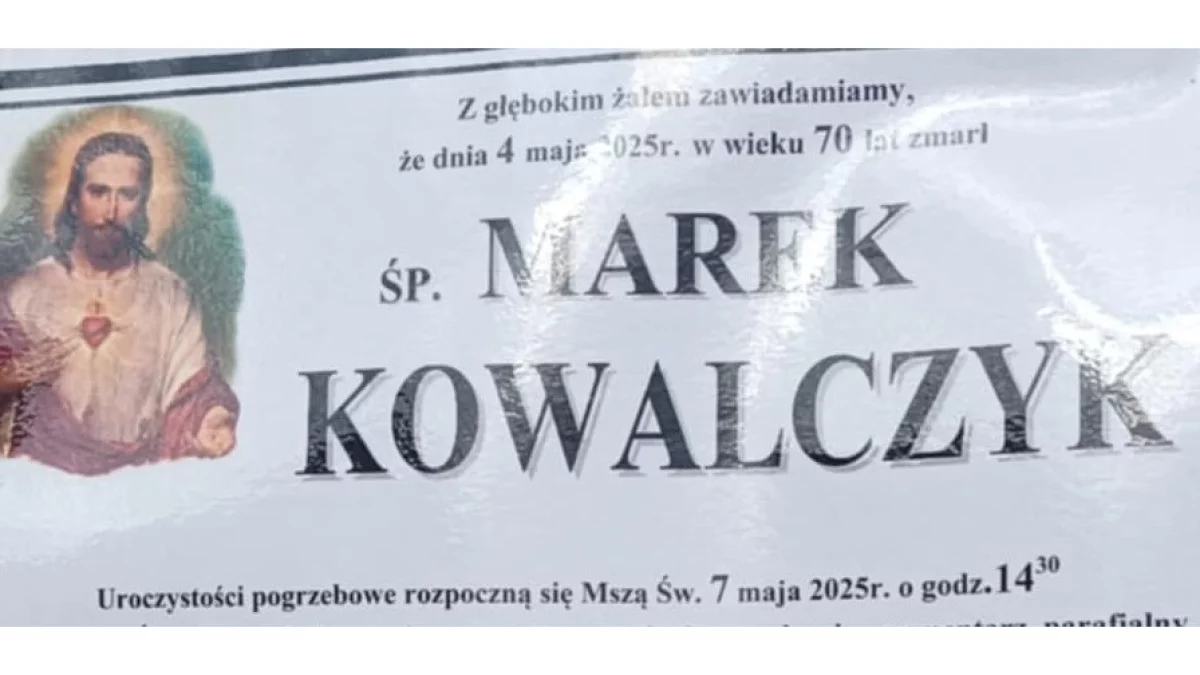 Z głębokim żalem zawiadamiamy,
że dnia 4 maja 2025r. w wieku 70 lat zmarł
ŚP. MAREK
KOWALCZYK
Uroczystości pogrzebowe rozpoczną się Mszą Św. 7 maja 2025r. o godz.14³⁰
parafialny